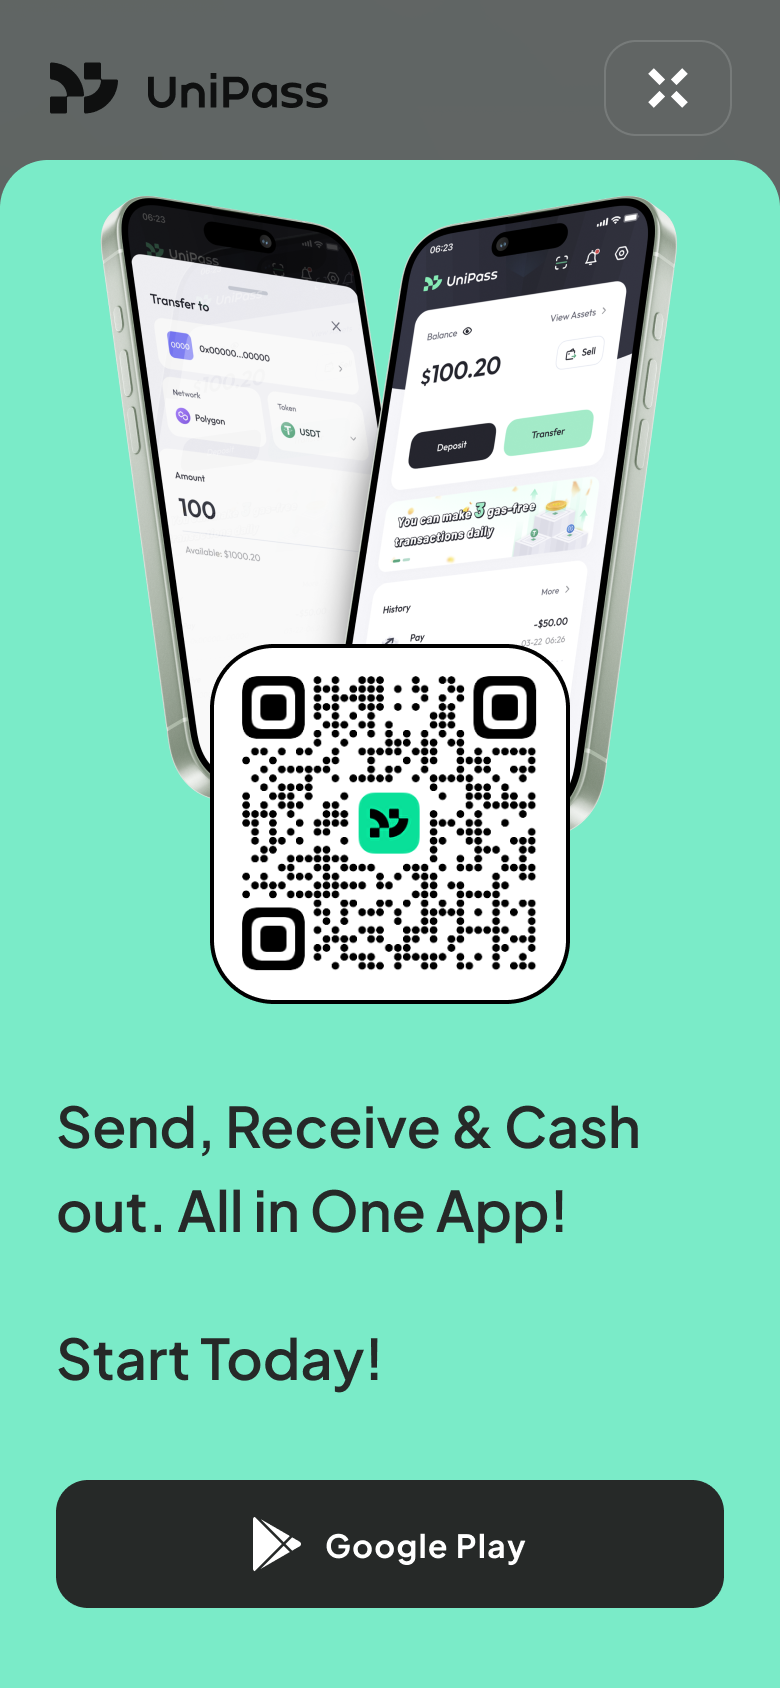 UniPass
06:23
UniPass
Transfer to
0000 0x00000...00000
Network
Polygon
Token
USDT
Amount
100
Available: $1000.20
06:23
UniPass
Balance
View Assets
$100.20
Sell
Deposit
Transfer
You can make 3 gas-free
transactions daily
History
More
Pay
-$50.00
03-22 06:26
Send, Receive & Cash
out. All in One App!
Start Today!
Google Play